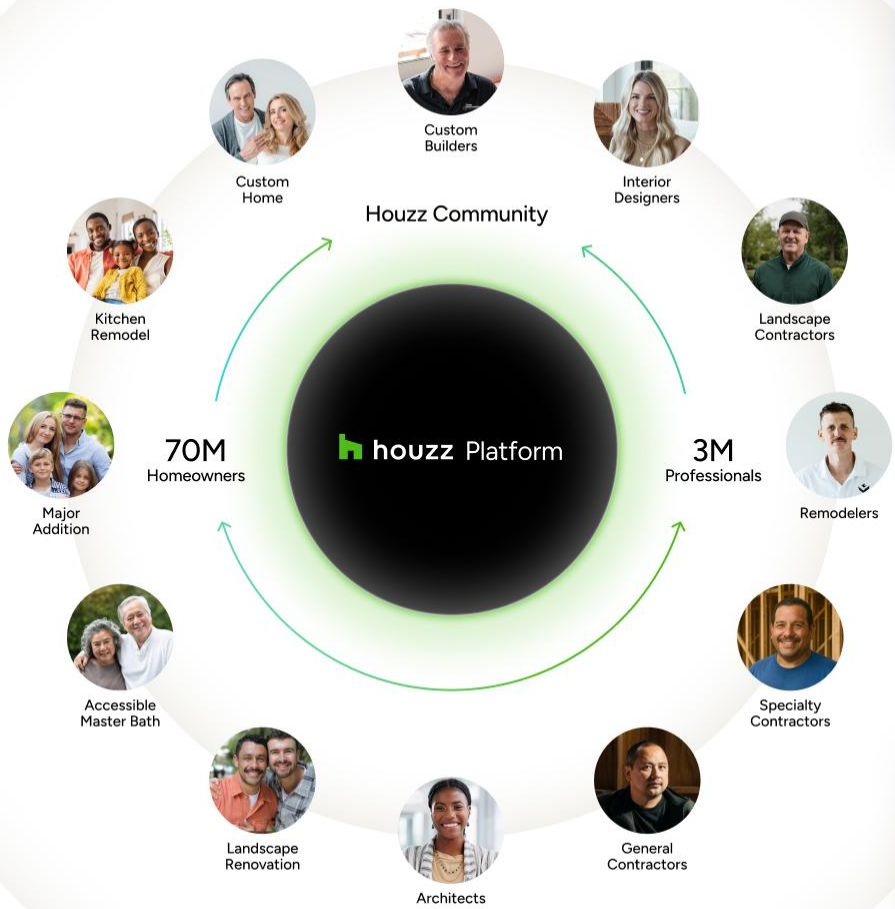 Custom
Builders
Custom
Home
Interior
Designers
Houzz Community
Kitchen
Remodel
Landscape
Contractors
70M
Homeowners
houzz Platform
3M
Professionals
Major
Addition
Remodelers
Accessible
Master Bath
Specialty
Contractors
Landscape
Renovation
General
Contractors
Architects